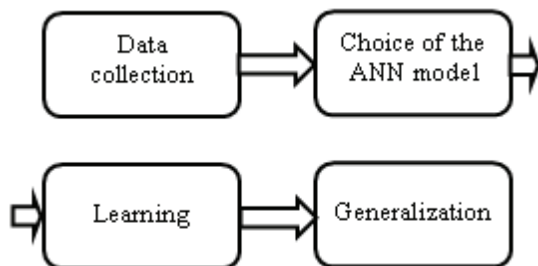 Data
collection
Choice of the
ANN model
Learning
Generalization